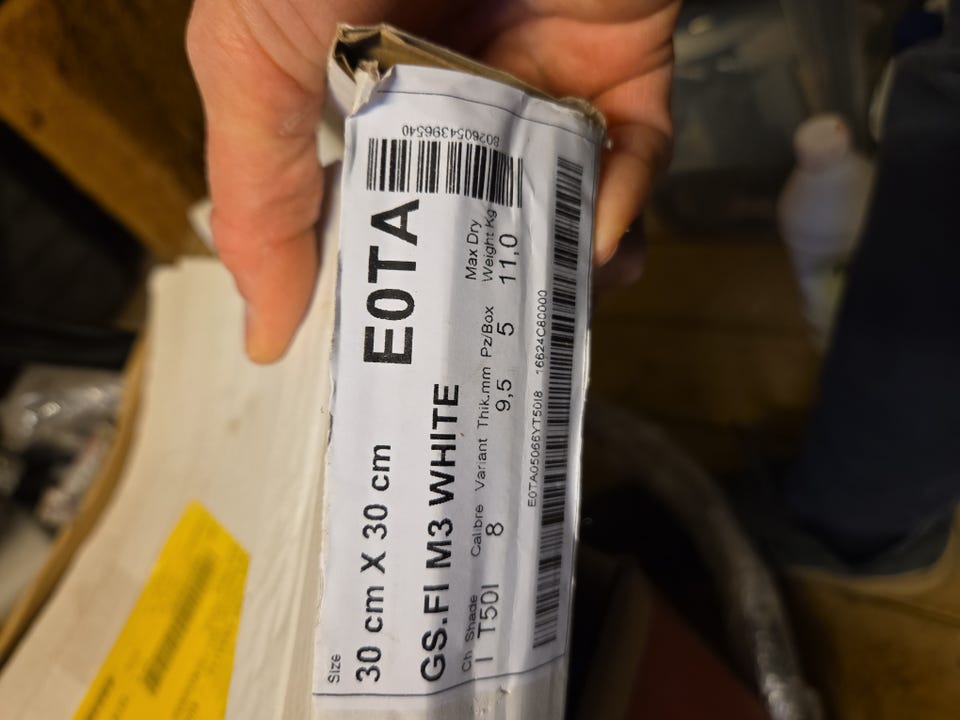 Size
30 cm X 30 cm E0TA
8026054396540
GS.FI M3 WHITE
Ch Shade Calibre Variant Thik.mm Pz/Box Max Dry Weight Kg
I T50I 8 9,5 5 11,0
E0TA05066YT50I8 16624C80000